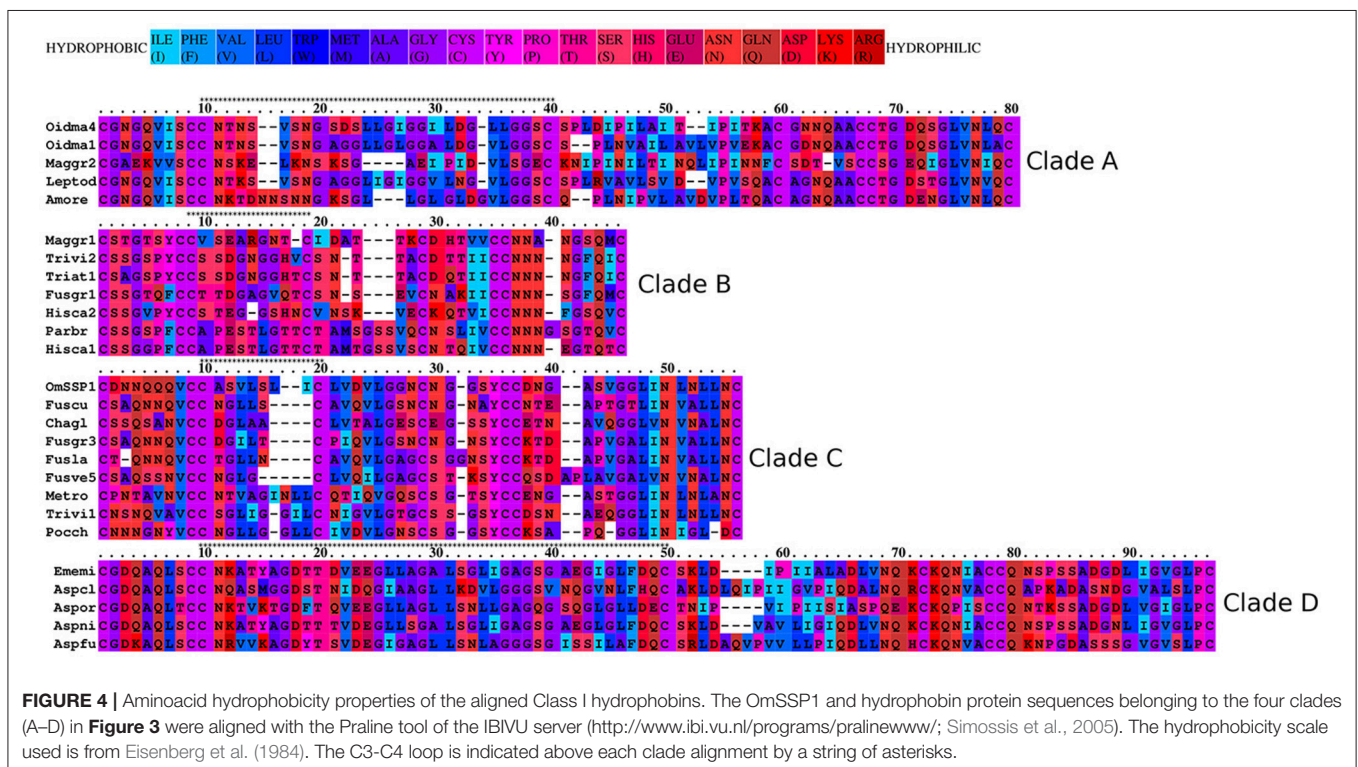 HYDROPHOBIC ILE PHE VAL LEU TRP MET ALA GLY CYS TYR PRO THR SER HIS GLU ASN GLN ASP LYS ARG HYDROPHILIC
(I) (F) (V) (L) (W) (M) (A) (G) (C) (Y) (P) (T) (S) (H) (E) (N) (Q) (D) (K) (R)
10 20 30 40 50 60 70 80
Oidma4 CGNGQVISCC NTNS--VSNG SDSLLGIGGI LDG-LLGGSC SPLDIPILAI T--IPITKAC GNNQAACCTG DQSGLVNLQC
Oidma1 CGNGQVISCC NTNS--VSNG AGGLLGLGGA LDG-VLGGSC S--PLNVAIL AVLVPVEKAC GNNQAACCTG DQSGLVNLAC
Maggr2 CGAEKVVSCC NSKE--LKNS KSG----AEI PID-VLSGEC KNIPINILTI NQLIPINNFC SDT-VSCCSG EQIGLVNIQC
Leptod CGNGQVISCC NTKS--VSNG AGGLIGIGGV LNG-VLGGSC SPLRVAVLSV D--VPVSQAC AGNQAACCTG DSTGLVNVQC
Amore CGNGQVISCC NKTDNNSNNG KSGL---LGL GLDGVLGGSC Q--PLNIPVL AVDVPLTQAC AGNQAACCTG DENGLVNLQC
Clade A
10 20 30 40
Maggr1 CSTGTSYCCV SEARGNT-CI DAT---TKCD HTVVCCNNA- NGSQMC
Trivi2 CSGGSPYCCS SDGNGGHVCS N-T---TACD DTTIICCNNN- NGFQIC
Triat1 CSAGSPYCCS SDGNGGHTCS N-T---TACD QTIICCNNN- NGFQIC
Fusgr1 CSSGTQFCCT TDGAGVQTCS N-S---EVCN AKIICCNNN- SGFQMC
Hisca2 CSSGVPYCCS TEG-GSHNCV NSK---VECK QTVICCNNN- FGSQVC
Parbr CSSGSPFCCA PESTLGTTCT AMSGSSVQCN SLIVCCNNNG SGTQVC
Hisca1 CSSGGPFCCA PESTLGTTCT AMTGSSVSCN TQIVCCNNN- EGTQTC
Clade B
10 20 30 40 50
OmSSP1 CDNNQQQVCC ASVLSL--IC LVDVLGGNCN G-GSYCCDNG --ASVGGLIN LNLLNC
Fuscu CSAQNNQVCC NGLLS----C AVQVLGSNCN G-NAYCCNTE --APTGTLIN VALLNC
Chagl CSSQSANVCC DGLAA----C LVTALGESCE G-SSYCCETN --AVQGGLVN VNALNC
Fusgr3 CSAQNNQVCC DGILT----C PIQVLGSNCN G-NSYCCKTD --APVGALIN VALLNC
Fusla CT-QNNQVCC TGLLN----C AVQVLGAGCS GGNSYCCKTD --APVGALIN VALLNC
Fusve5 CSAQSSNVCC NGLG-----C LVQILGAGCS T-KSYCCQSD APLAVGALVN VNALNC
Metro CPNTAVNVCC NTVAGINLLC QTIQVGQSCS G-TSYCCENG --ASTGGLIN LNLANC
Trivi1 CNSNQVAVCC SGLIG-GILC NIGVLGTGCS S-GSYCCDSN --AEQGGLIN LNLLNC
Pocch CNNNGNYVCC NGLLG-GLLC IVDVLGNSCS G-GSYCCKSA --PQ-GGLIN IGL-DC
Clade C
10 20 30 40 50 60 70 80 90
Ememi CGDQAQLSCC NKATYAGDTT DVEEGLLAGA LSGLIGAGSG AEGIGLFDQC SKLD----IP IIALADLVNQ KCKQNIACCQ NSPSSADGDL IGVGLPC
Aspcl CGDQAQLSCC NQASMGGDST NIDQGIAAGL LKDVLGGGSV NQGVNLFHQC AKLDLQIPII GVPIQDALNQ RCKQNVACCQ APKADASNDG VALSLPC
Aspor CGDQAQLTCC NKTVKTGDFT QVEEGLLAGL LSNLLGAGQG SQGLGLLDEC TNIP----VI PIISIASPQE KCKQPISCCQ NTKSSADGDL VGIGLPC
Aspni CGDQAQLSCC NKATYAGDTT TVDEGLLSGA LSGLIGAGSG AEGLGLFDQC SKLD---VAV LIGIQDLVNQ KCKQNIACCQ NSPSSADGNL IGVGLPC
Aspfu CGDKAQLSCC NRVVKAGDYT SVDEGIGAGL LSNLAGGGSG ISSILAFDQC SRLDAQVPVV LLPIQDLLNQ HCKQNVACCQ KNPGDASSSG VGVSLPC
Clade D
FIGURE 4 | Aminoacid hydrophobicity properties of the aligned Class I hydrophobins. The OmSSP1 and hydrophobin protein sequences belonging to the four clades
(A–D) in Figure 3 were aligned with the Praline tool of the IBIVU server (http://www.ibi.vu.nl/programs/pralinewww/; Simossis et al., 2005). The hydrophobicity scale
used is from Eisenberg et al. (1984). The C3-C4 loop is indicated above each clade alignment by a string of asterisks.